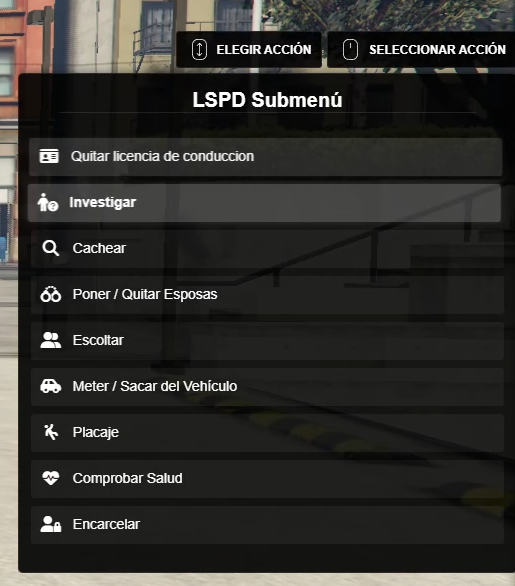 ELEGIR ACCIÓN
SELECCIONAR ACCIÓN
LSPD Submenú
Quitar licencia de conduccion
Investigar
Cachear
Poner / Quitar Esposas
Escoltar
Meter / Sacar del Vehículo
Placaje
Comprobar Salud
Encarcelar